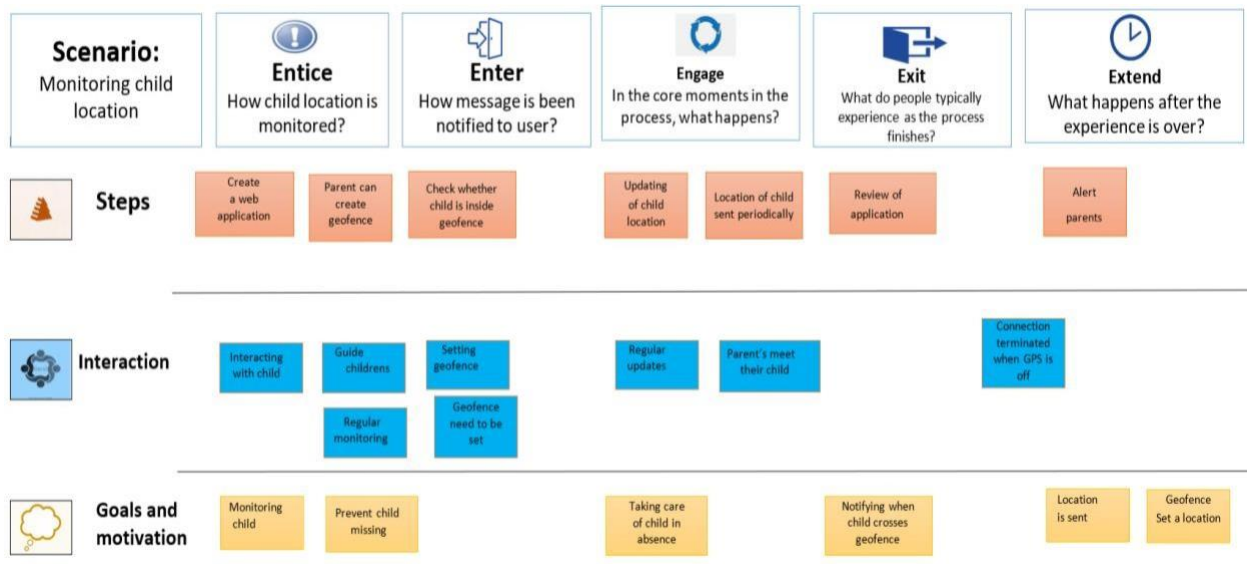 Scenario:
Monitoring child
location
Entice
How child location is
monitored?
Enter
How message is been
notified to user?
Engage
In the core moments in the
process, what happens?
Exit
What do people typically
experience as the process
finishes?
Extend
What happens after the
experience is over?
Steps
Create
a web
application
Parent can
create
geofence
Check whether
child is inside
geofence
Updating
of child
location
Location of child
sent periodically
Review of
application
Alert
parents
Interaction
Interacting
with child
Guide
childrens
Setting
geofence
Regular
monitoring
Geofence
need to be
set
Regular
updates
Parent's meet
their child
Connection
terminated
when GPS is
off
Goals and
motivation
Monitoring
child
Prevent child
missing
Taking care
of child in
absence
Notifying when
child crosses
geofence
Location
is sent
Geofence
Set a location